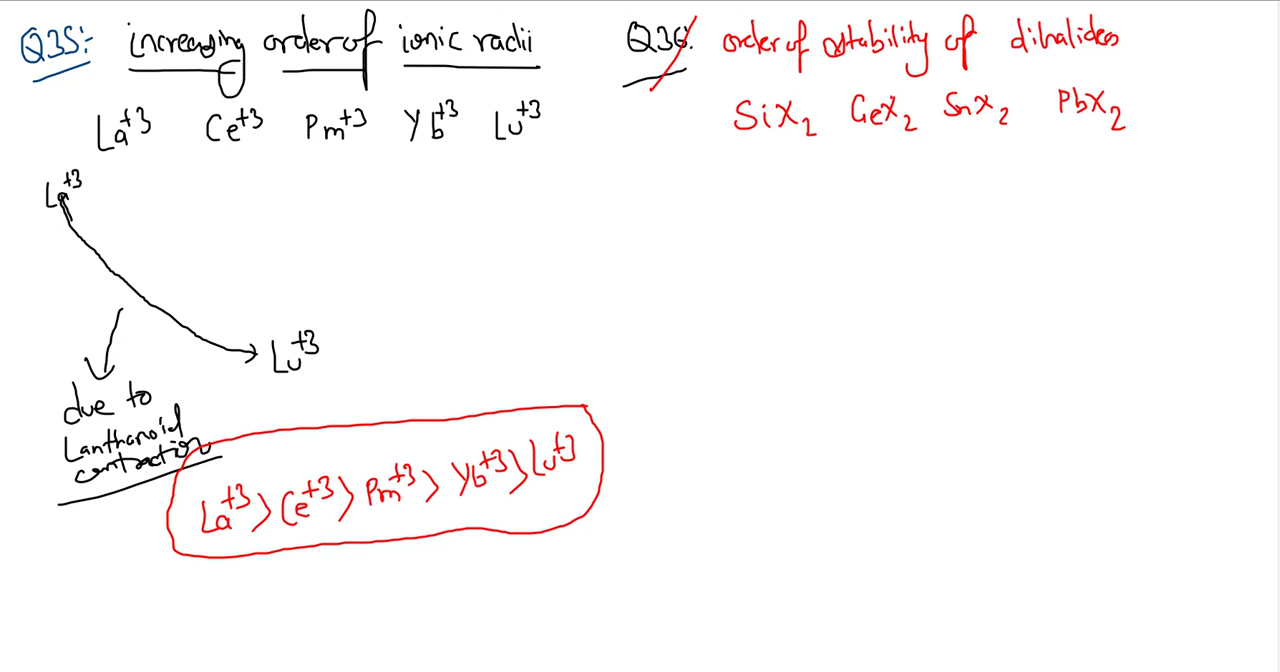 Q35:- increasing order of ionic radii
La+3 Ce+3 Pm+3 Yb+3 Lu+3
La+3
Lu+3
due to
Lanthanoid
contraction
La+3 > Ce+3 > Pm+3 > Yb+3 > Lu+3
Q36. order of stability of dihalides
SiX2 GeX2 SnX2 PbX2